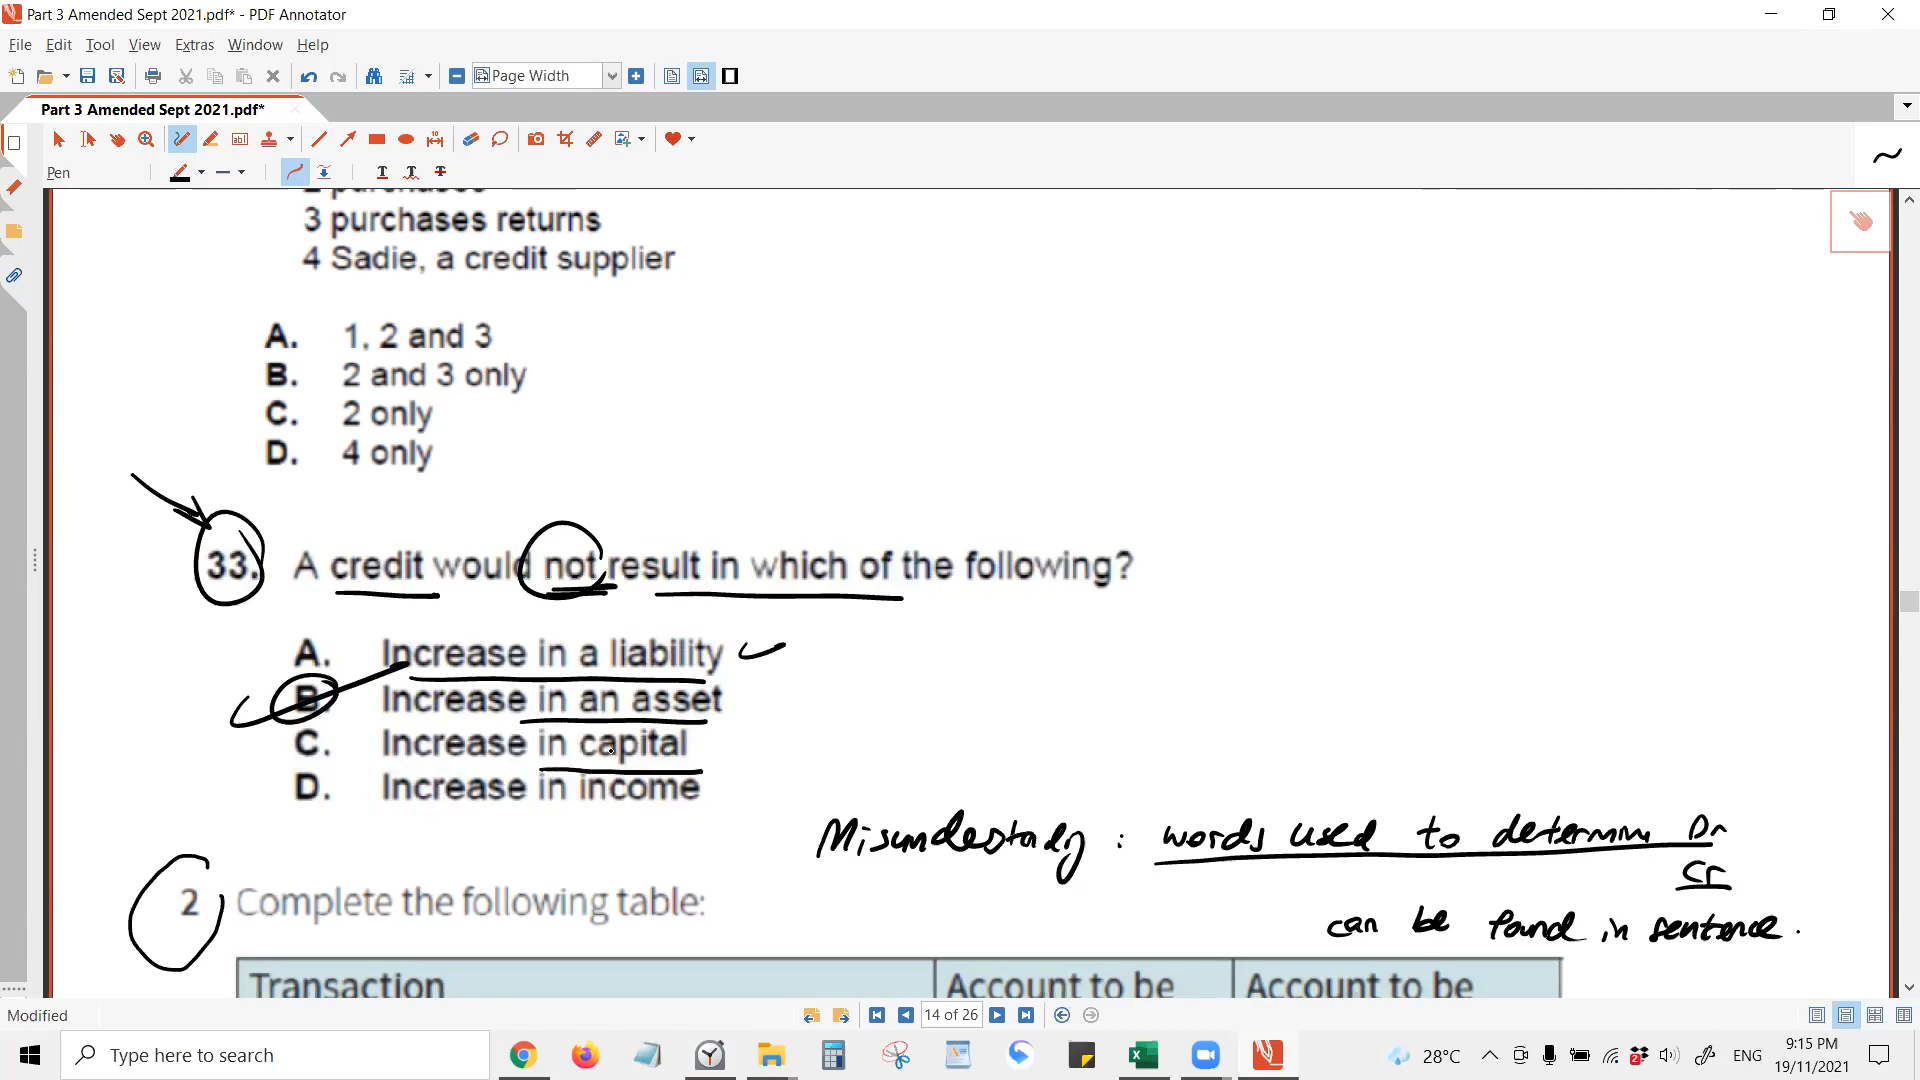 Part 3 Amended Sept 2021.pdf* - PDF Annotator
File Edit Tool View Extras Window Help
Page Width
Part 3 Amended Sept 2021.pdf*
Pen
2 purchases
3 purchases returns
4 Sadie, a credit supplier
A. 1, 2 and 3
B. 2 and 3 only
C. 2 only
D. 4 only
33. A credit would not result in which of the following?
A. Increase in a liability
B. Increase in an asset
C. Increase in capital
D. Increase in income
words used to determine Dr
Cr
can be found in sentence.
2 Complete the following table:
Transaction Account to be Account to be
Modified 14 of 26
Type here to search 28°C ENG 9:15 PM
19/11/2021